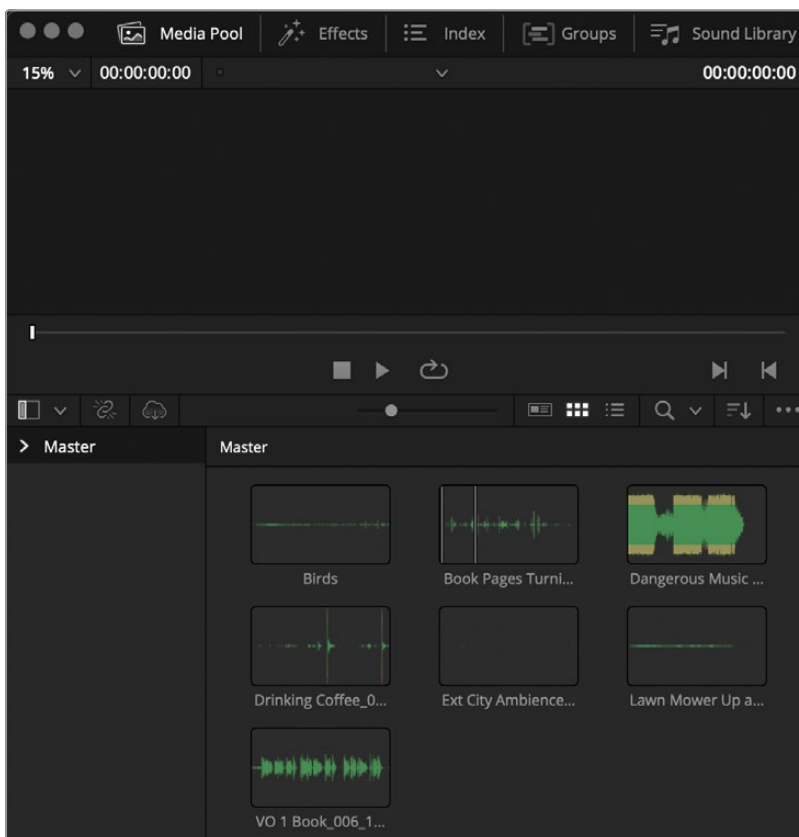 Media Pool Effects Index Groups Sound Library
15% 00:00:00:00 00:00:00:00
Master Master
Birds Book Pages Turni... Dangerous Music ...
Drinking Coffee_0... Ext City Ambience... Lawn Mower Up a...
VO 1 Book_006_1...